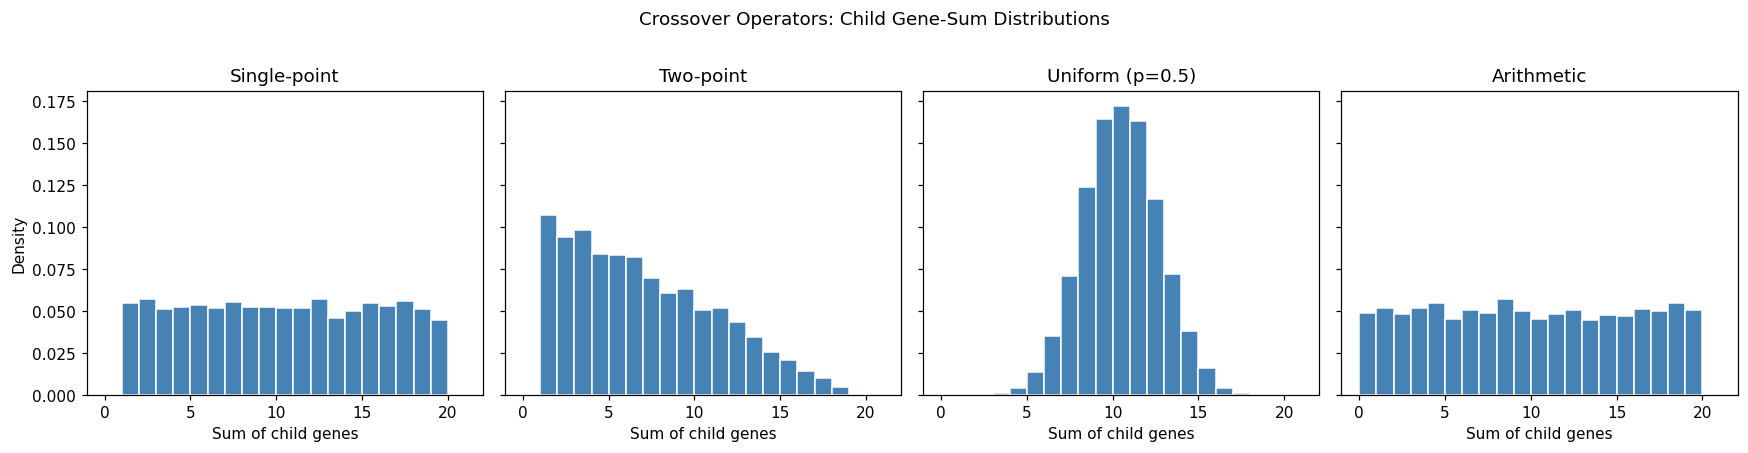 Crossover Operators: Child Gene-Sum Distributions
Single-point
Two-point
Uniform (p=0.5)
Arithmetic
Density
0.175
0.150
0.125
0.100
0.075
0.050
0.025
0.000
0 5 10 15 20
0 5 10 15 20
0 5 10 15 20
0 5 10 15 20
Sum of child genes
Sum of child genes
Sum of child genes
Sum of child genes